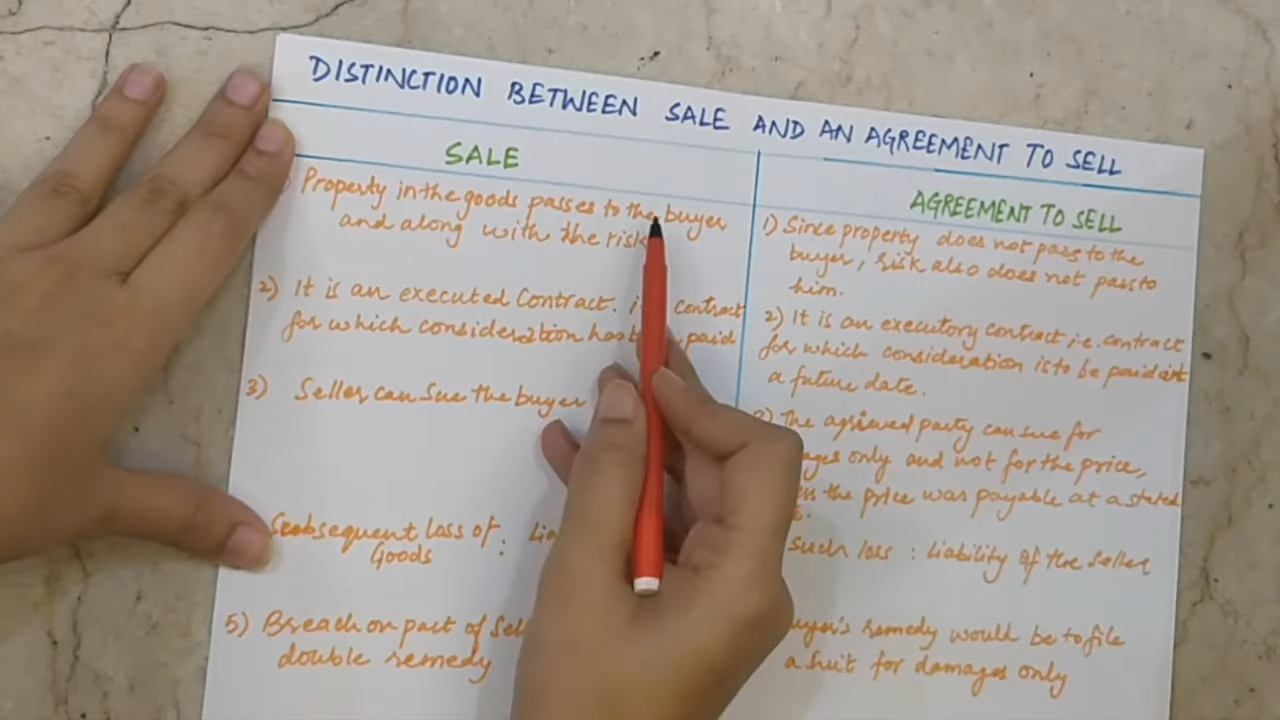 DISTINCTION BETWEEN SALE AND AN AGREEMENT TO SELL
SALE
Property in the goods passes to the buyer
and along with the risk
2) It is an executed Contract. contract
for which consideration has paid
3) Seller can sue the buyer
Subsequent loss of :
Goods
5) Breach on part of
double remedy
AGREEMENT TO SELL
1) Since property does not pass to the
buyer, risk also does not pass to
him.
2) It is an executory contract i.e. contract
for which consideration is to be paid at
a future date.
The agrieved party can sue for
only and not for the price,
the price was payable at a stated
such loss : liability of the seller
remedy would be to file
a suit for damages only